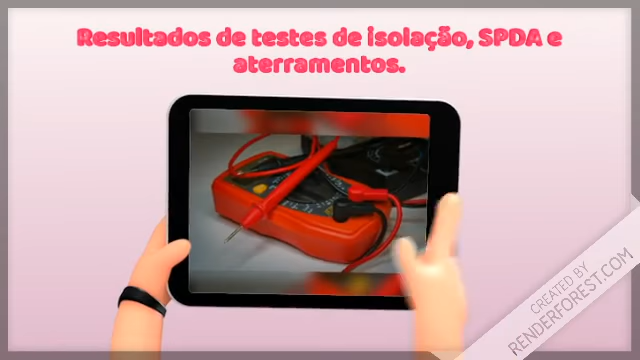 Resultados de testes de isolação, SPDA e
aterramentos.
CREATED BY
RENDERFOREST.COM